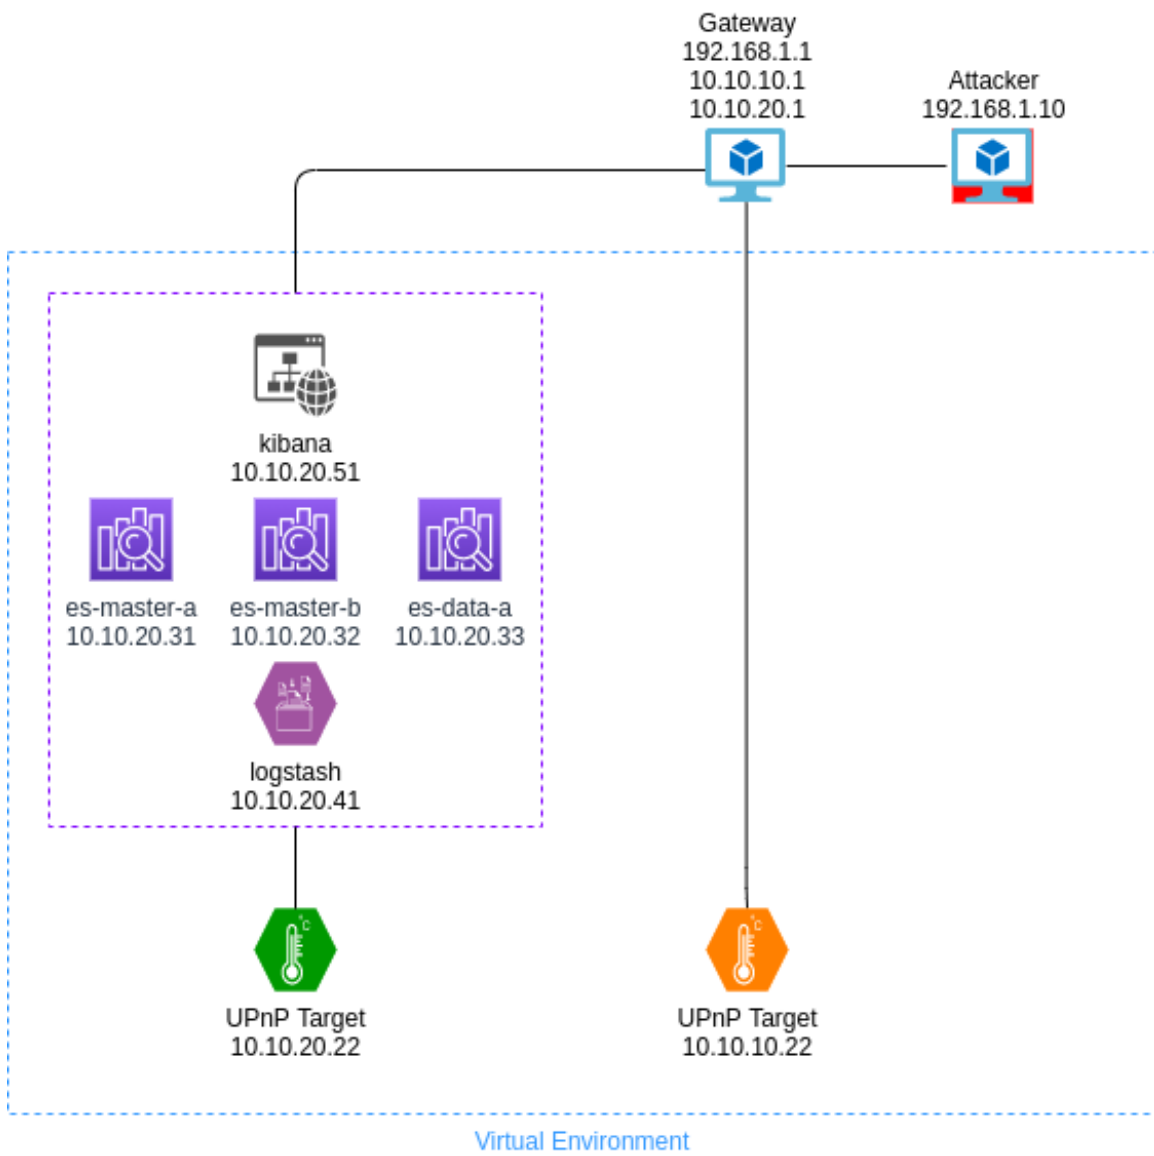 Gateway
192.168.1.1
10.10.10.1
10.10.20.1
Attacker
192.168.1.10
kibana
10.10.20.51
es-master-a
10.10.20.31
es-master-b
10.10.20.32
es-data-a
10.10.20.33
logstash
10.10.20.41
UPnP Target
10.10.20.22
UPnP Target
10.10.10.22
Virtual Environment